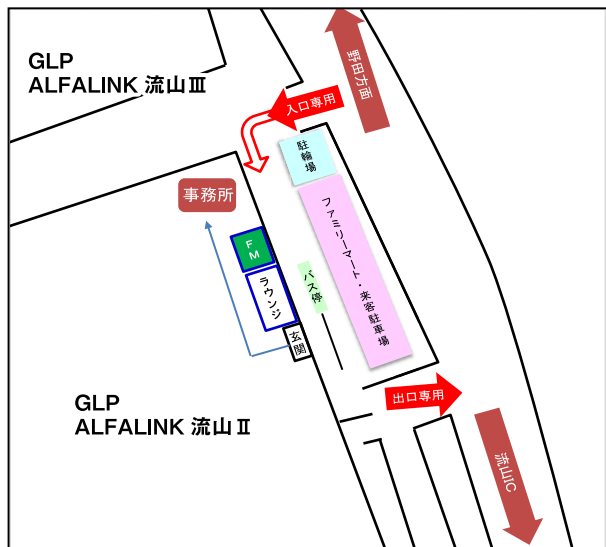 GLP
ALFALINK 流山Ⅲ
野田方面
入口専用
駐輪場
事務所
ファミリーマート・来客駐車場
FM
ラウンジ
バス停
玄関
出口専用
GLP
ALFALINK 流山Ⅱ
流山IC